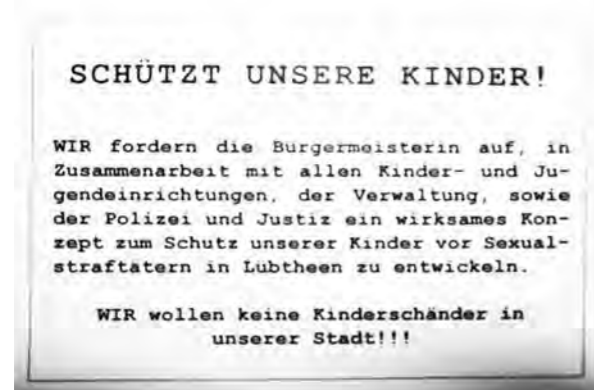 SCHÜTZT UNSERE KINDER!
WIR fordern die Bürgermeisterin auf, in
Zusammenarbeit mit allen Kinder- und Ju-
gendeinrichtungen, der Verwaltung, sowie
der Polizei und Justiz ein wirksames Kon-
zept zum Schutz unserer Kinder vor Sexual-
straftätern in Lübtheen zu entwickeln.
WIR wollen keine Kinderschänder in
unserer Stadt!!!